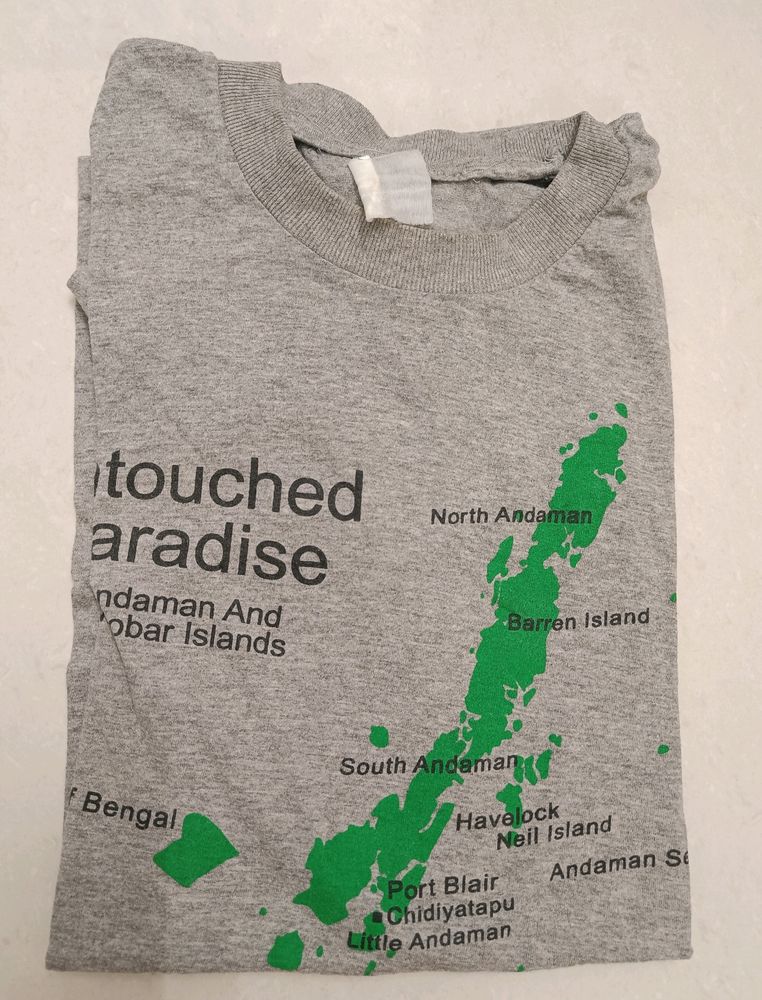 touched
aradise
ndaman And
obar Islands
North Andaman
Barren Island
South Andaman
f Bengal
Havelock
Neil Island
Andaman Se
Port Blair
Chidiyatapu
Little Andaman